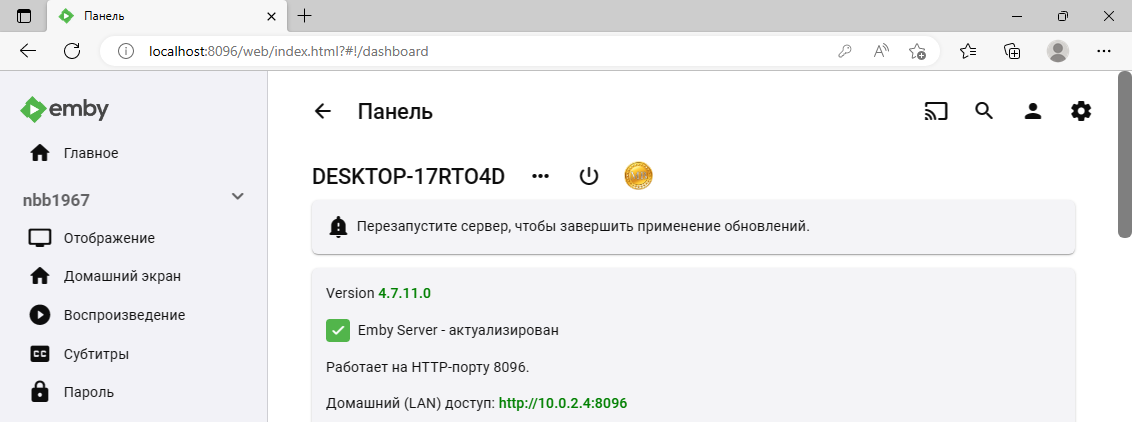 Панель
localhost:8096/web/index.html?#!/dashboard
emby
Панель
Главное
nbb1967
Отображение
Домашний экран
Воспроизведение
CC Субтитры
Пароль
DESKTOP-17RTO4D
Перезапустите сервер, чтобы завершить применение обновлений.
Version 4.7.11.0
Emby Server - актуализирован
Работает на HTTP-порту 8096.
Домашний (LAN) доступ: http://10.0.2.4:8096